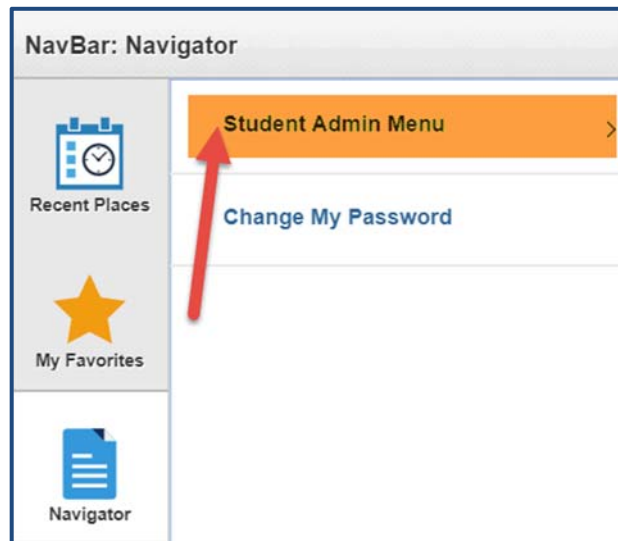 NavBar: Navigator
Recent Places
My Favorites
Navigator
Student Admin Menu
Change My Password